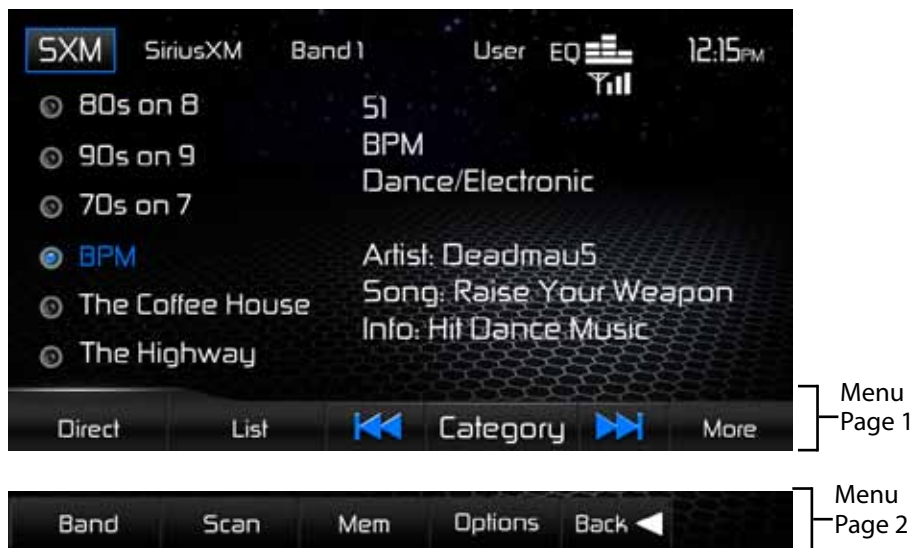 SXM SiriusXM Band 1 User EQ 12:15PM
80s on 8
90s on 9
70s on 7
BPM
The Coffee House
The Highway
51
BPM
Dance/Electronic
Artist: Deadmau5
Song: Raise Your Weapon
Info: Hit Dance Music
Direct List Category More
Menu
Page 1
Band Scan Mem Options Back
Menu
Page 2